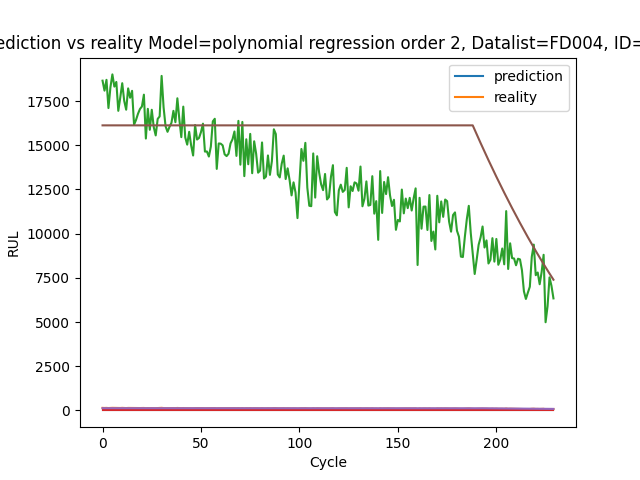 ediction vs reality Model=polynomial regression order 2, Datalist=FD004, ID=
prediction
reality
17500
15000
12500
10000
7500
5000
2500
0
RUL
0 50 100 150 200
Cycle